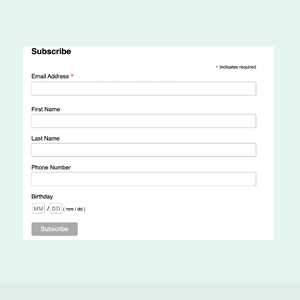 Subscribe
* indicates required
Email Address *
First Name
Last Name
Phone Number
Birthday
MM / DD ( mm / dd )
Subscribe